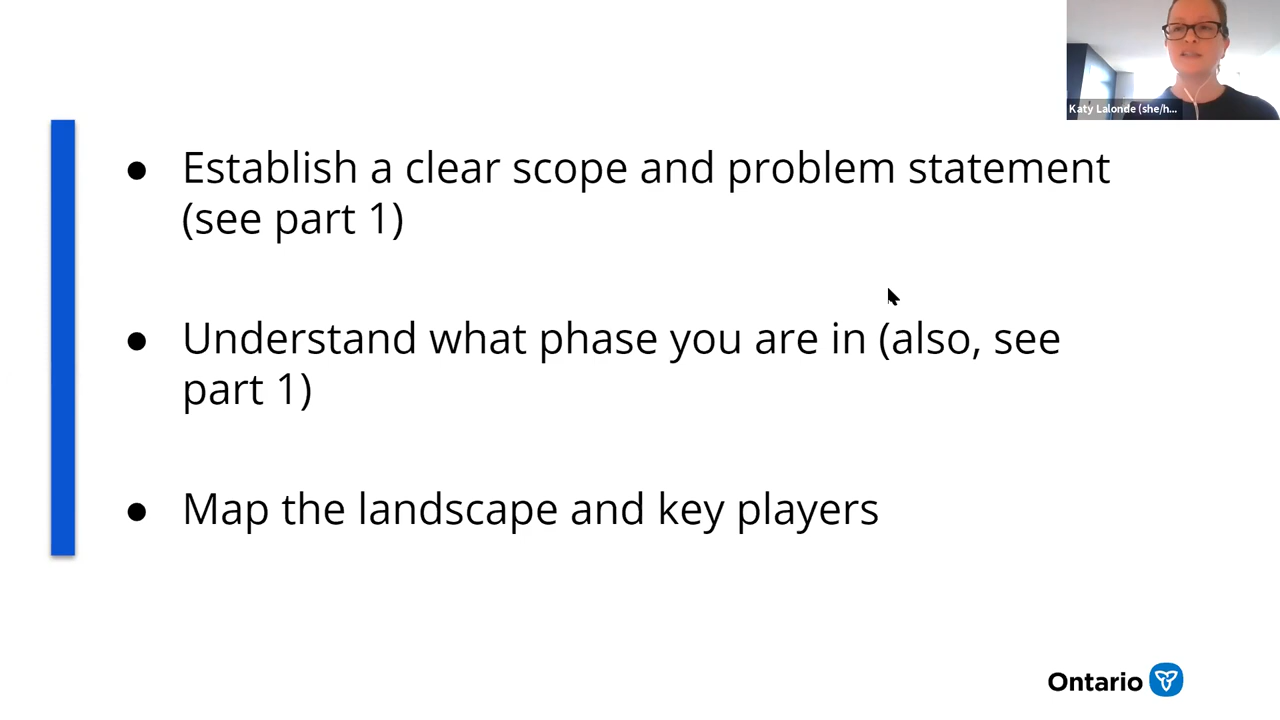 Katy Lalonde (she/h...
● Establish a clear scope and problem statement
(see part 1)
● Understand what phase you are in (also, see
part 1)
● Map the landscape and key players
Ontario